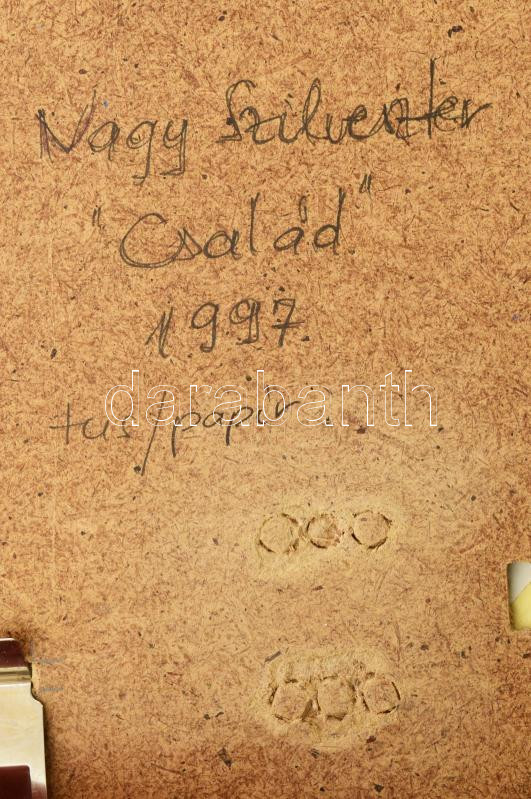 Nagy Szilveszter
"Család"
1997.
darabanth
tus/papír